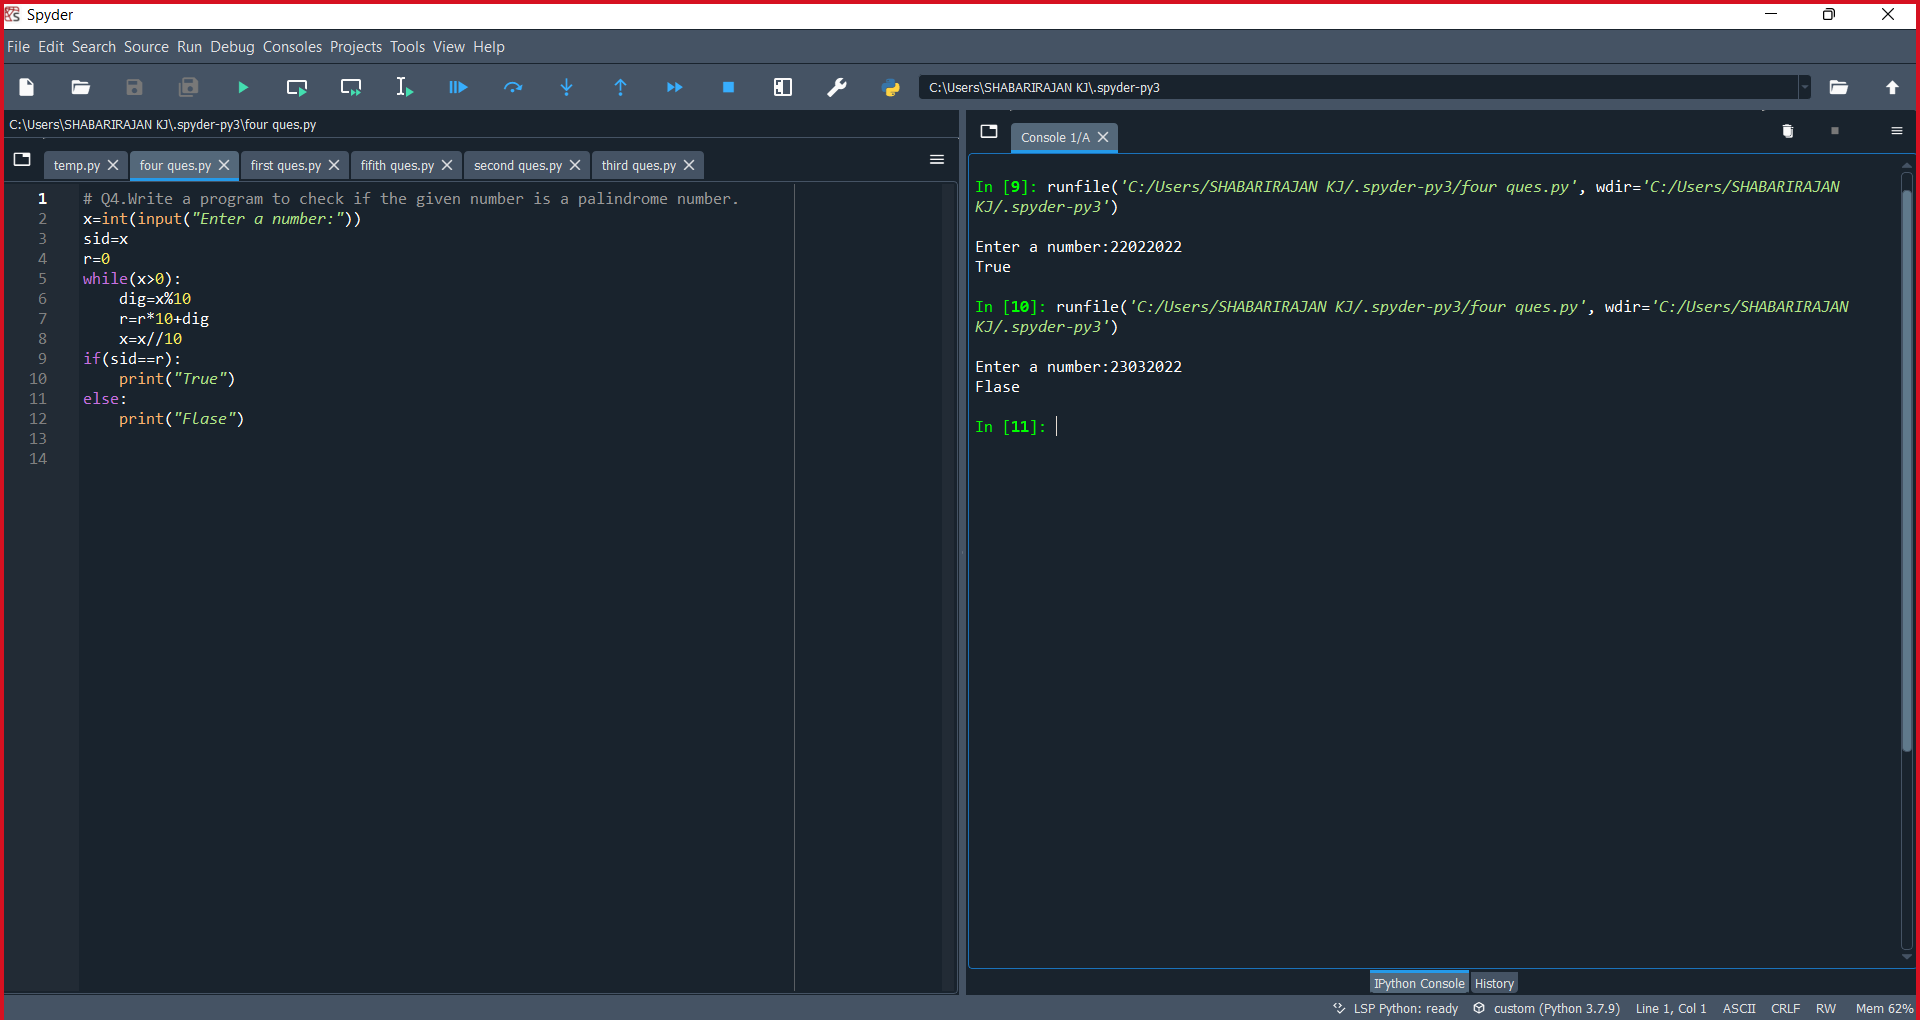 Spyder
File Edit Search Source Run Debug Consoles Projects Tools View Help
C:\Users\SHABARIRAJAN KJ\.spyder-py3
C:\Users\SHABARIRAJAN KJ\.spyder-py3\four ques.py
temp.py four ques.py first ques.py fifith ques.py second ques.py third ques.py
1 # Q4.Write a program to check if the given number is a palindrome number.
2 x=int(input("Enter a number:"))
3 sid=x
4 r=0
5 while(x>0):
6     dig=x%10
7     r=r*10+dig
8     x=x//10
9 if(sid==r):
10     print("True")
11 else:
12     print("Flase")
13
14
Console 1/A
In [9]: runfile('C:/Users/SHABARIRAJAN KJ/.spyder-py3/four ques.py', wdir='C:/Users/SHABARIRAJAN
KJ/.spyder-py3')
Enter a number:22022022
True
In [10]: runfile('C:/Users/SHABARIRAJAN KJ/.spyder-py3/four ques.py', wdir='C:/Users/SHABARIRAJAN
KJ/.spyder-py3')
Enter a number:23032022
Flase
In [11]:
IPython Console History
LSP Python: ready custom (Python 3.7.9) Line 1, Col 1 ASCII CRLF RW Mem 62%